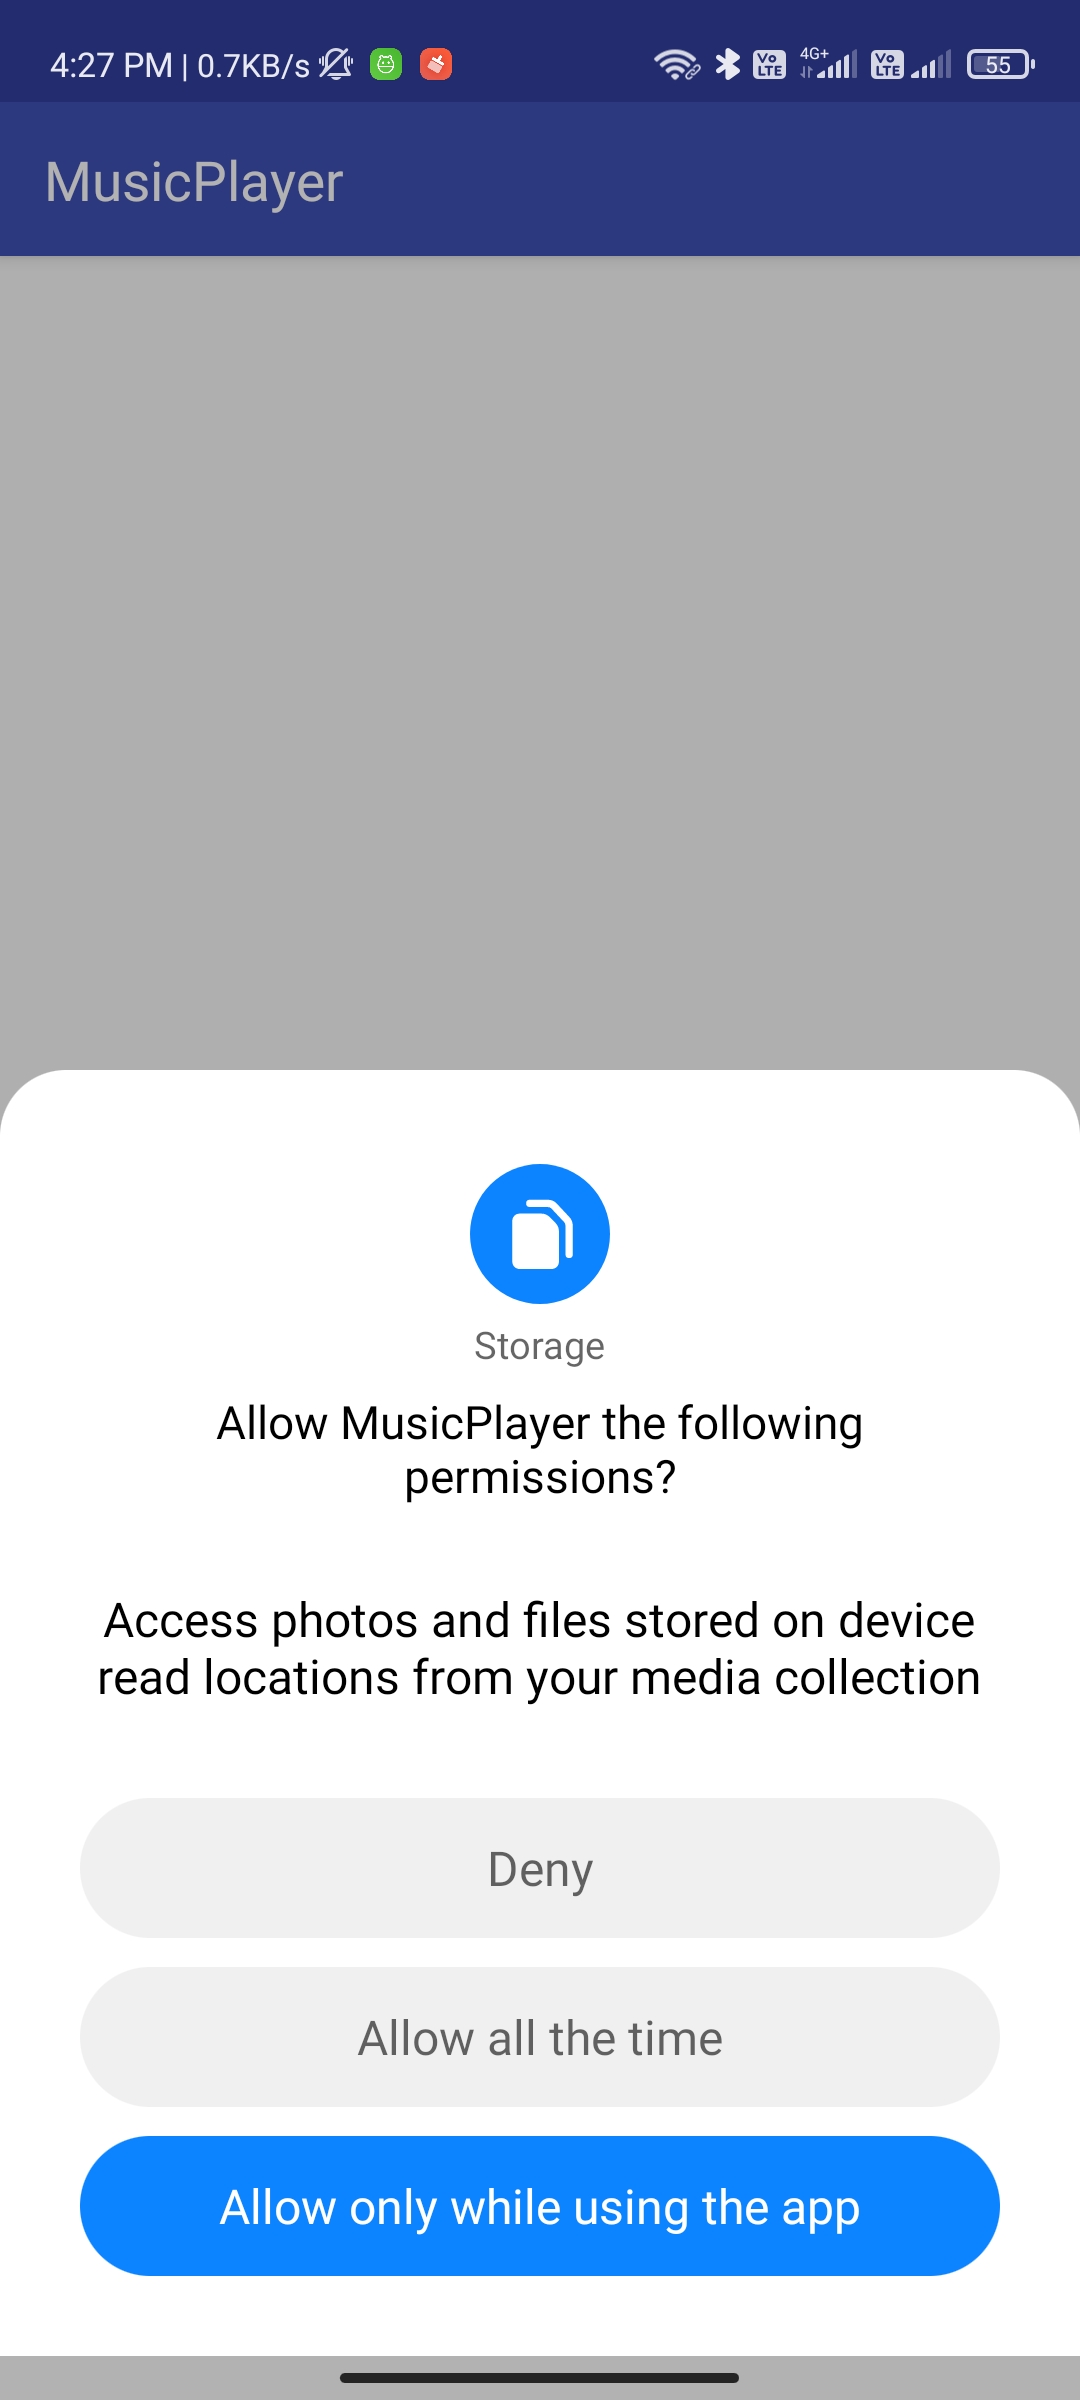 4:27 PM | 0.7KB/s
Vo LTE 4G+ Vo LTE 55
MusicPlayer
Storage
Allow MusicPlayer the following
permissions?
Access photos and files stored on device
read locations from your media collection
Deny
Allow all the time
Allow only while using the app